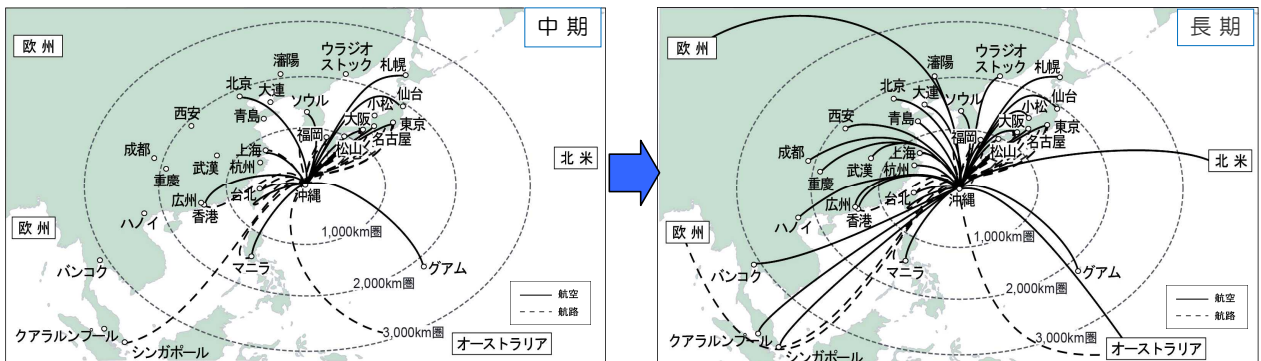 中期
欧州
ウラジオ
ストック
瀋陽
札幌
北京
大連
ソウル
仙台
小松
西安
青島
大阪
東京
福岡
名古屋
松山
成都
武漢
上海
杭州
重慶
北米
台北
沖縄
広州
香港
欧州
ハノイ
1,000km圏
マニラ
グアム
バンコク
2,000km圏
航空
航路
クアラルンプール
3,000km圏
シンガポール
オーストラリア
長期
欧州
ウラジオ
ストック
瀋陽
札幌
北京
大連
ソウル
仙台
小松
西安
青島
大阪
東京
福岡
名古屋
松山
成都
武漢
上海
杭州
重慶
北米
台北
沖縄
広州
香港
ハノイ
欧州
1,000km圏
マニラ
グアム
バンコク
2,000km圏
航空
航路
クアラルンプール
3,000km圏
オーストラリア
シンガポール